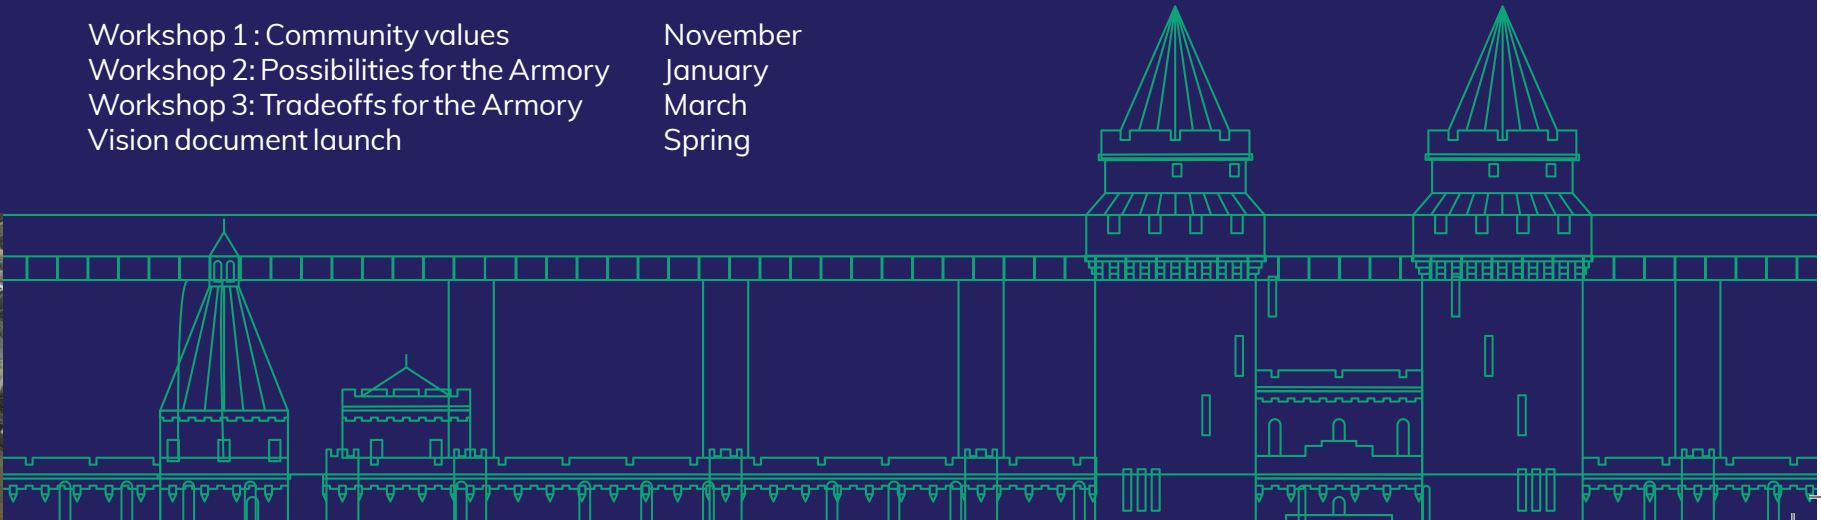 Workshop 1: Community values November
Workshop 2: Possibilities for the Armory January
Workshop 3: Tradeoffs for the Armory March
Vision document launch Spring